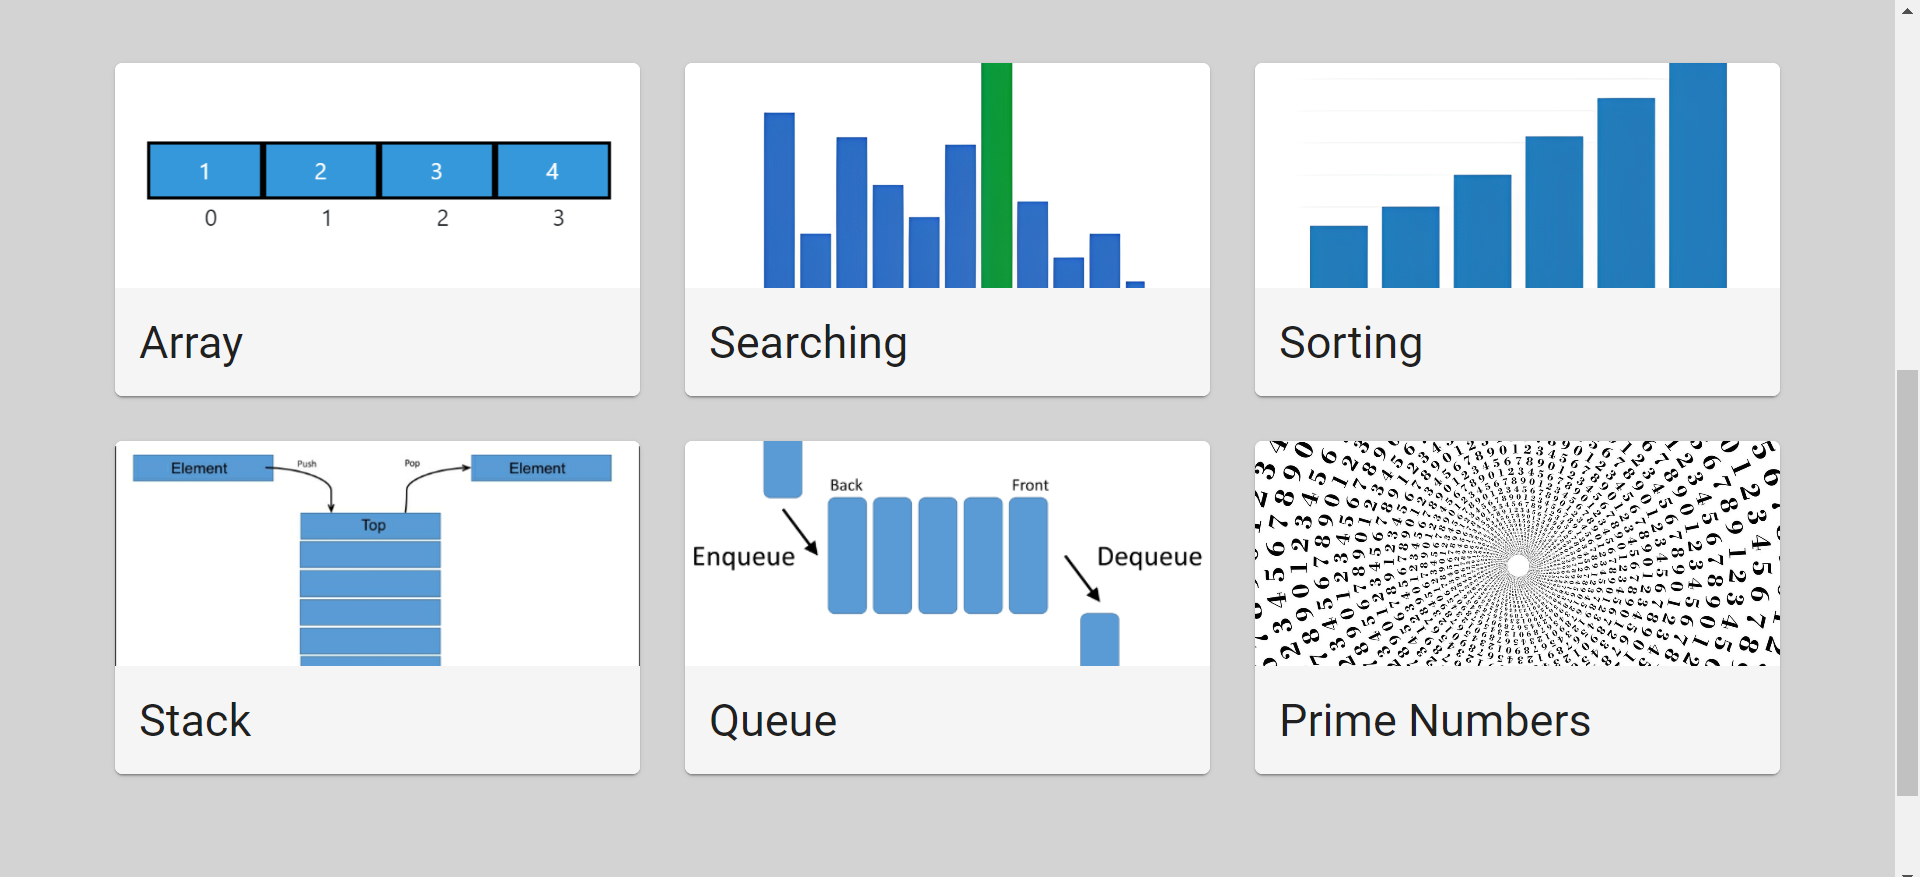 1 2 3 4
0 1 2 3
Array
Searching
Sorting
Element Push Pop Element
Top
Stack
Back Front
Enqueue Dequeue
Queue
Prime Numbers